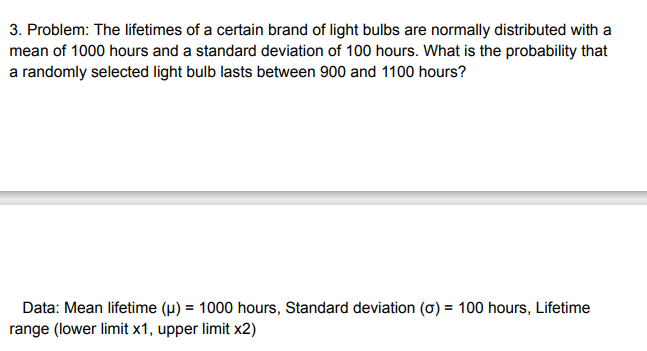 3. Problem: The lifetimes of a certain brand of light bulbs are normally distributed with a
mean of 1000 hours and a standard deviation of 100 hours. What is the probability that
a randomly selected light bulb lasts between 900 and 1100 hours?
Data: Mean lifetime (μ) = 1000 hours, Standard deviation (σ) = 100 hours, Lifetime
range (lower limit x1, upper limit x2)